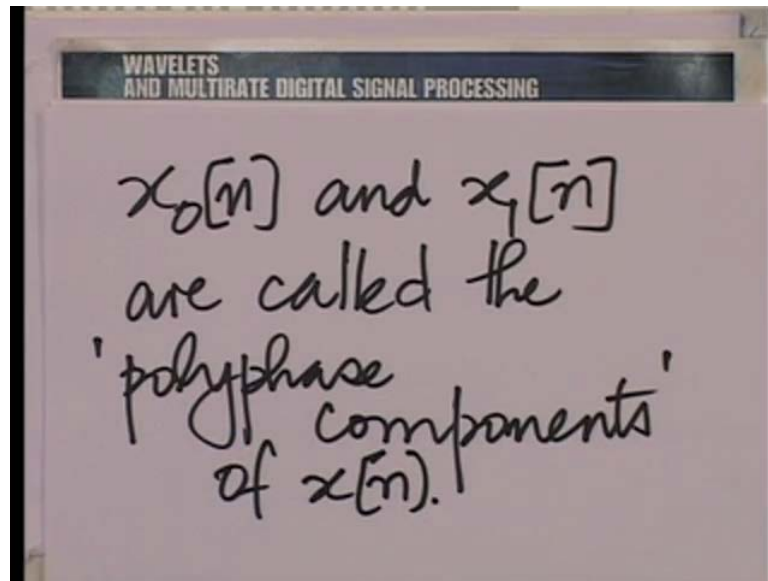 WAVELETS
AND MULTIRATE DIGITAL SIGNAL PROCESSING
x₀[n] and x₁[n]
are called the
'polyphase
components'
of x[n].